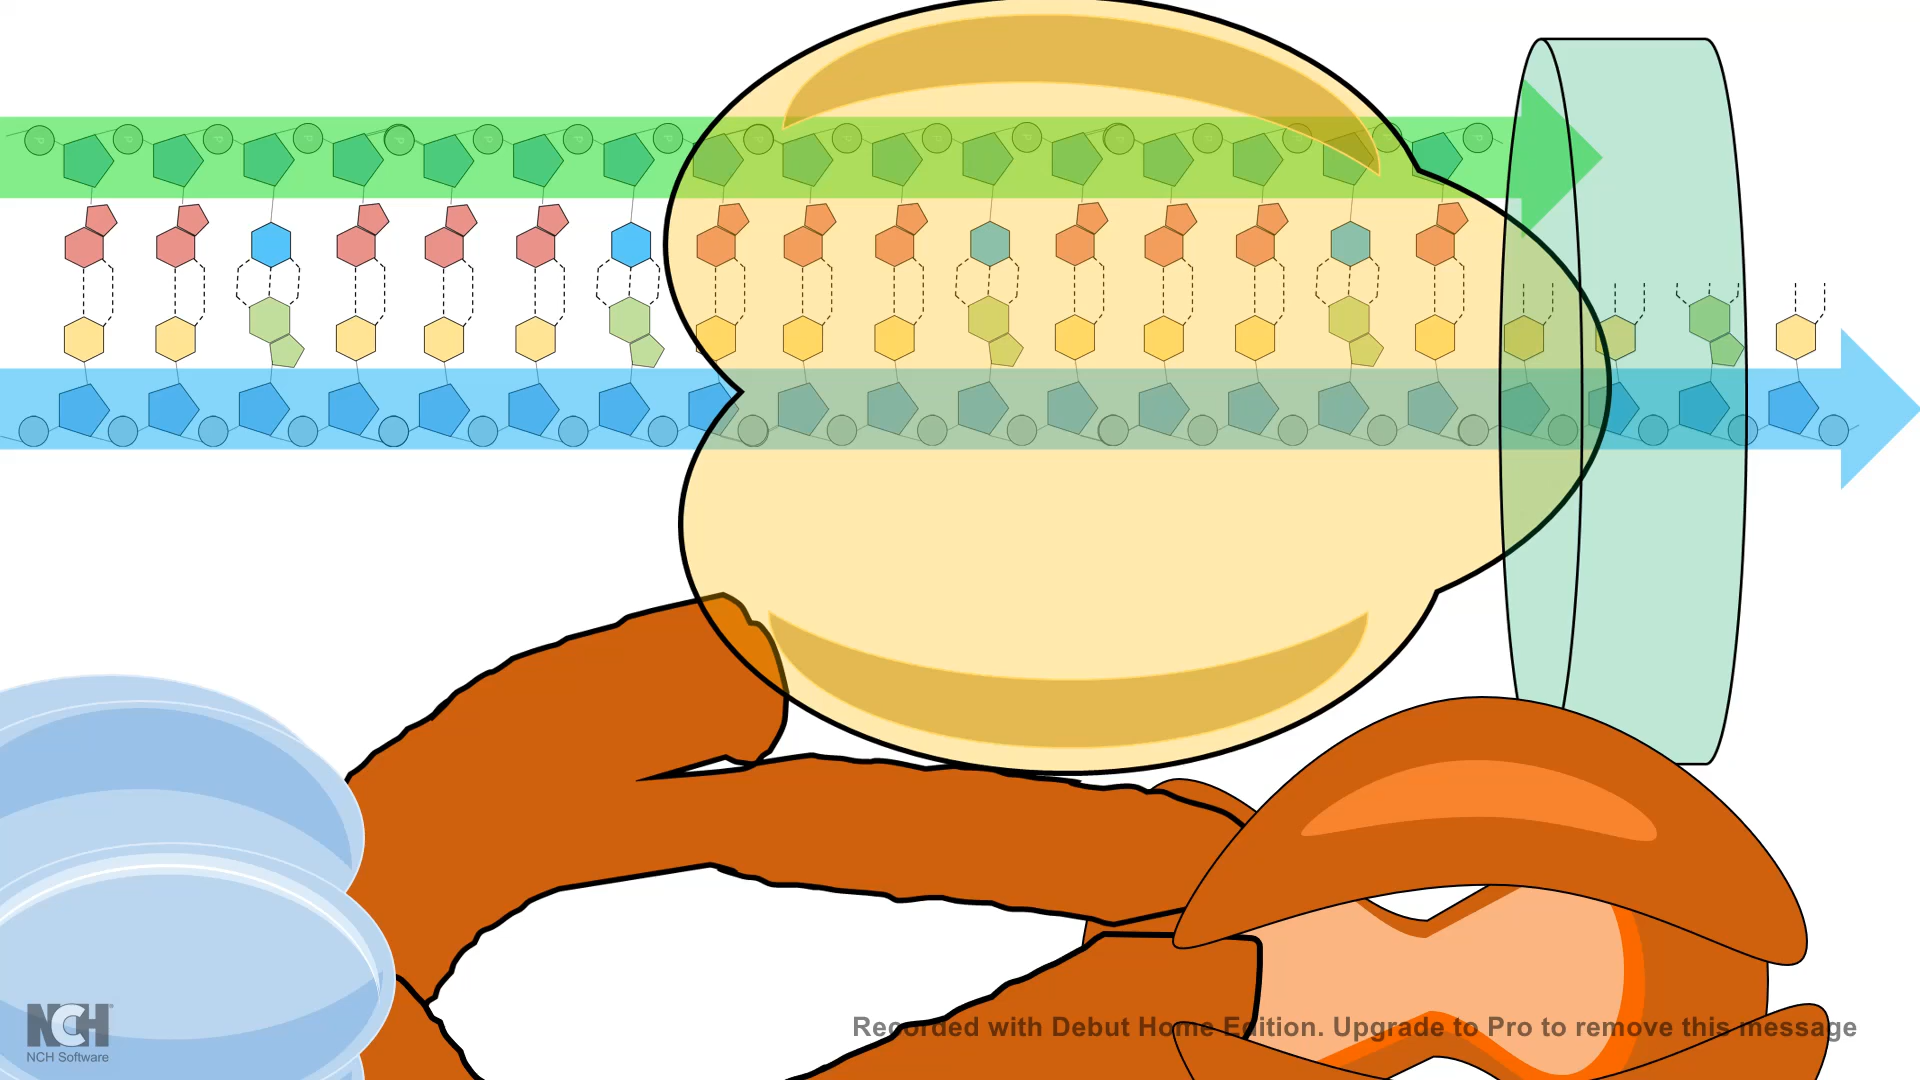 NCH
NCH Software
Recorded with Debut Home Edition. Upgrade to Pro to remove this message